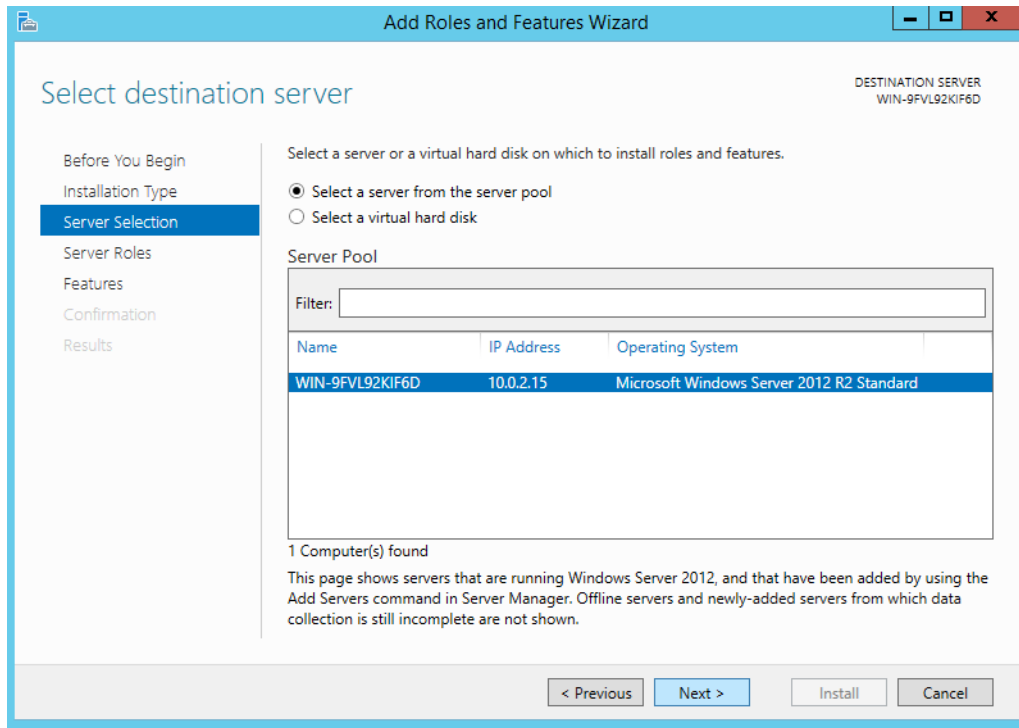 Add Roles and Features Wizard
Select destination server
DESTINATION SERVER
WIN-9FVL92KIF6D
Before You Begin
Installation Type
Server Selection
Server Roles
Features
Confirmation
Results
Select a server or a virtual hard disk on which to install roles and features.
Select a server from the server pool
Select a virtual hard disk
Server Pool
Filter:
Name IP Address Operating System
WIN-9FVL92KIF6D 10.0.2.15 Microsoft Windows Server 2012 R2 Standard
1 Computer(s) found
This page shows servers that are running Windows Server 2012, and that have been added by using the
Add Servers command in Server Manager. Offline servers and newly-added servers from which data
collection is still incomplete are not shown.
< Previous Next > Install Cancel